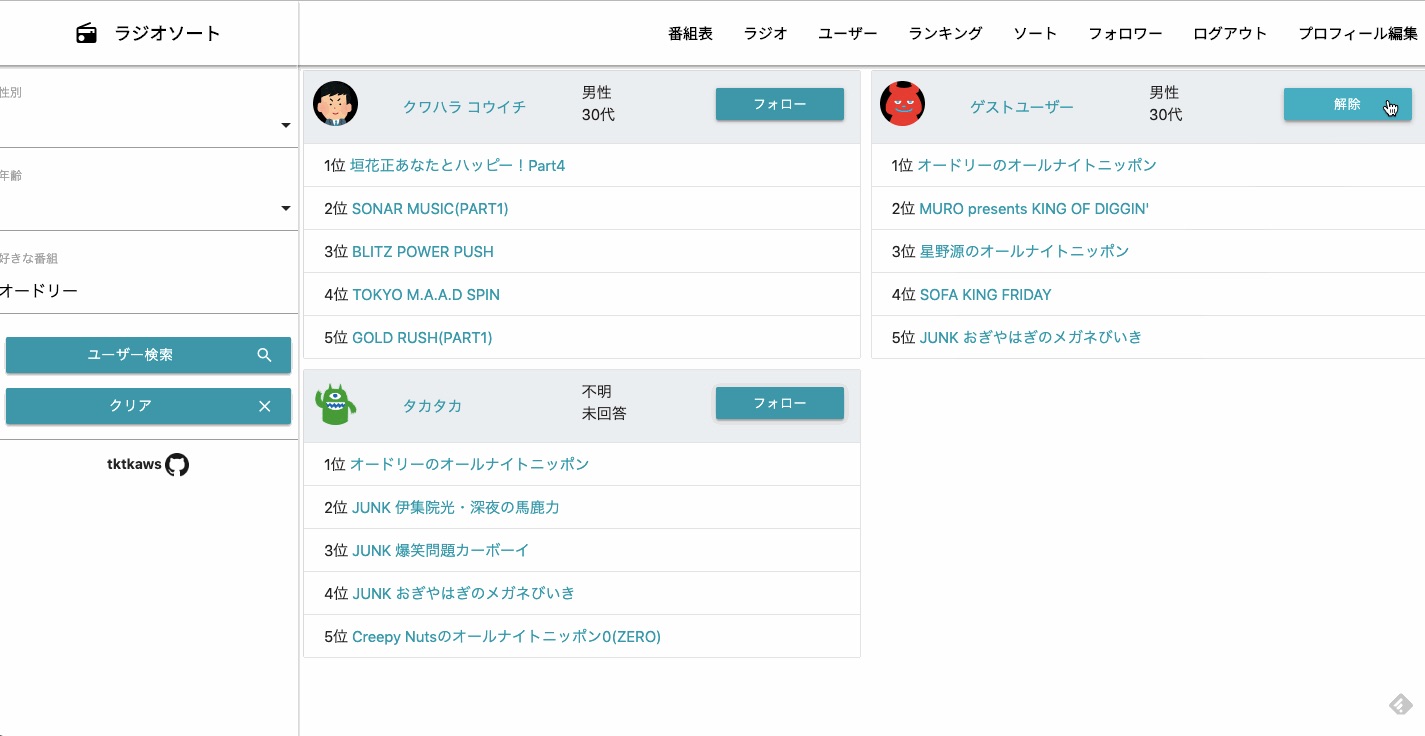 ラジオソート
番組表 ラジオ ユーザー ランキング ソート フォロワー ログアウト プロフィール編集
性別
年齢
好きな番組
オードリー
ユーザー検索
クリア
tktkaws
クワハラ コウイチ
男性
30代
フォロー
1位 垣花正あなたとハッピー！Part4
2位 SONAR MUSIC(PART1)
3位 BLITZ POWER PUSH
4位 TOKYO M.A.A.D SPIN
5位 GOLD RUSH(PART1)
ゲストユーザー
男性
30代
解除
1位 オードリーのオールナイトニッポン
2位 MURO presents KING OF DIGGIN'
3位 星野源のオールナイトニッポン
4位 SOFA KING FRIDAY
5位 JUNK おぎやはぎのメガネびいき
タカタカ
不明
未回答
フォロー
1位 オードリーのオールナイトニッポン
2位 JUNK 伊集院光・深夜の馬鹿力
3位 JUNK 爆笑問題カーボーイ
4位 JUNK おぎやはぎのメガネびいき
5位 Creepy Nutsのオールナイトニッポン0(ZERO)